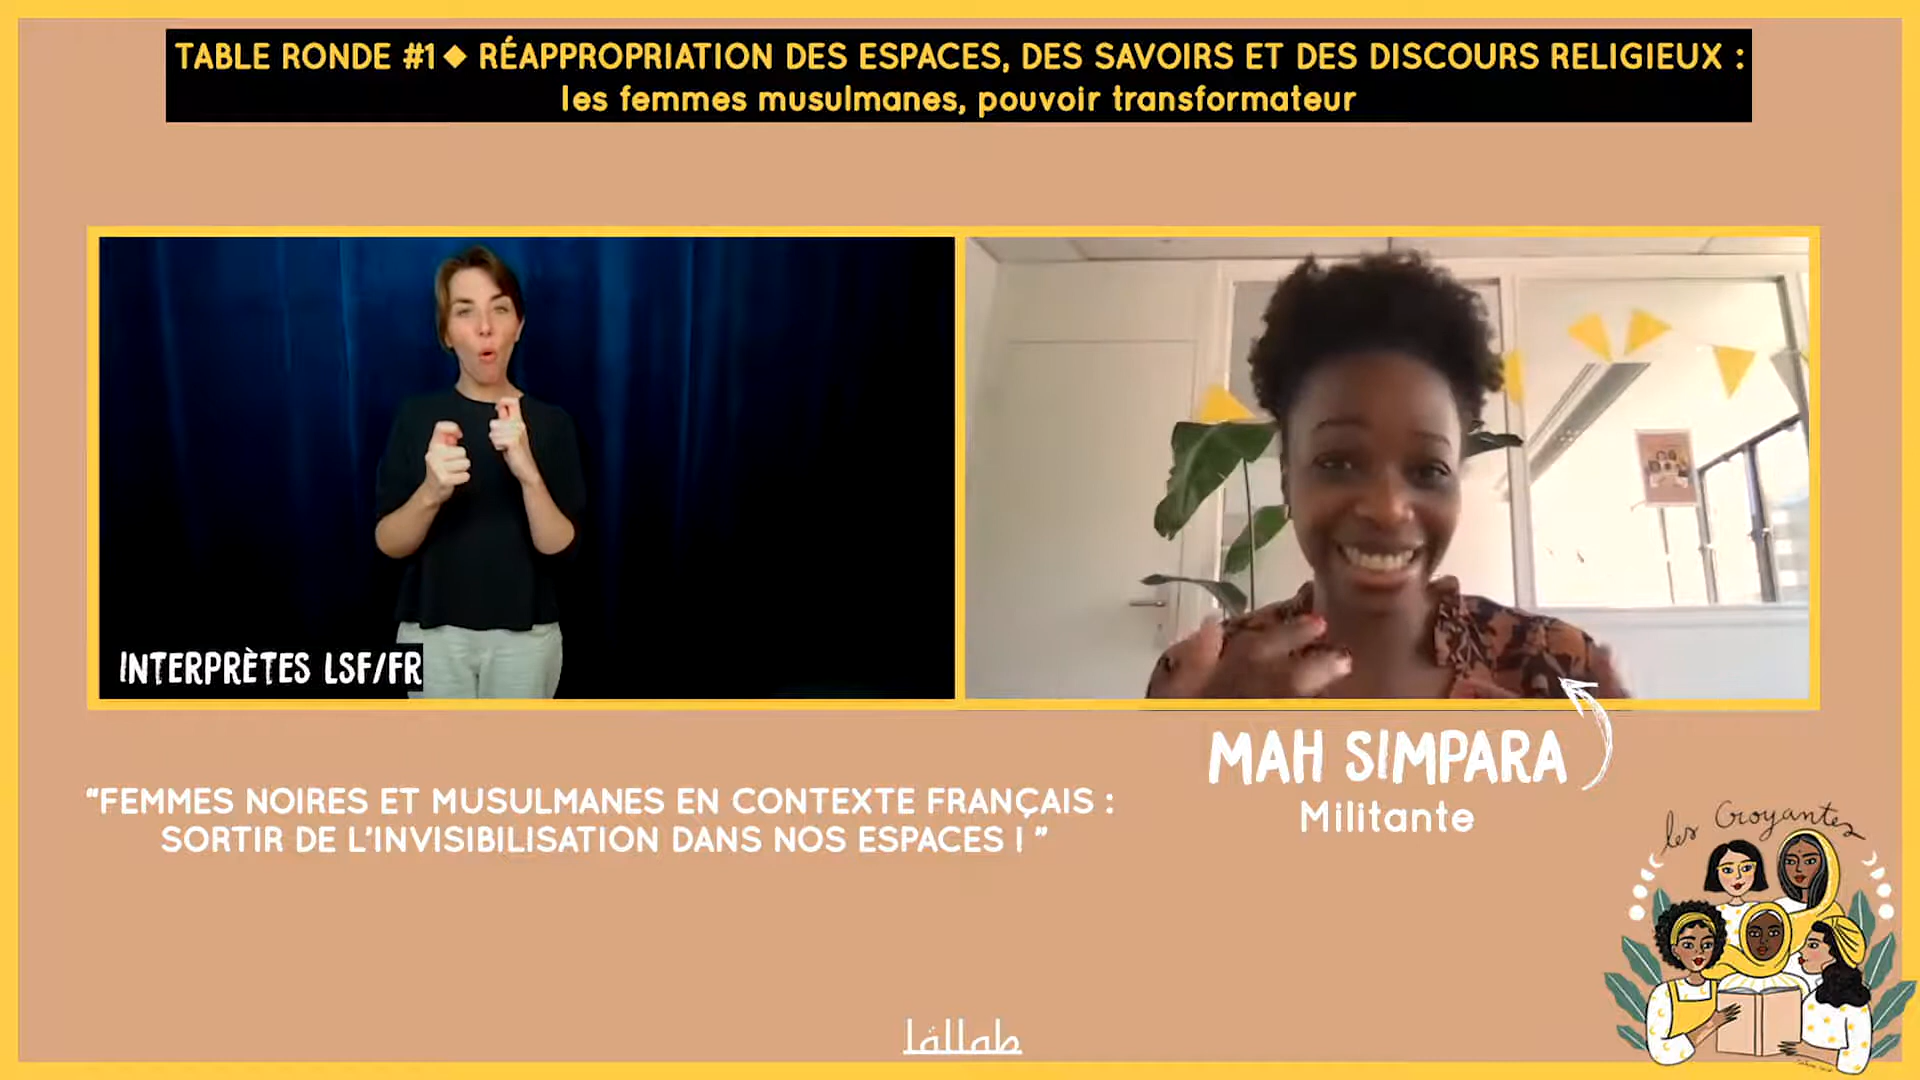 TABLE RONDE #1 ◆ RÉAPPROPRIATION DES ESPACES, DES SAVOIRS ET DES DISCOURS RELIGIEUX :
les femmes musulmanes, pouvoir transformateur
INTERPRÈTES LSF/FR
MAH SIMPARA
Militante
“FEMMES NOIRES ET MUSULMANES EN CONTEXTE FRANÇAIS :
SORTIR DE L’INVISIBILISATION DANS NOS ESPACES ! ”
les Croyantes
lallab